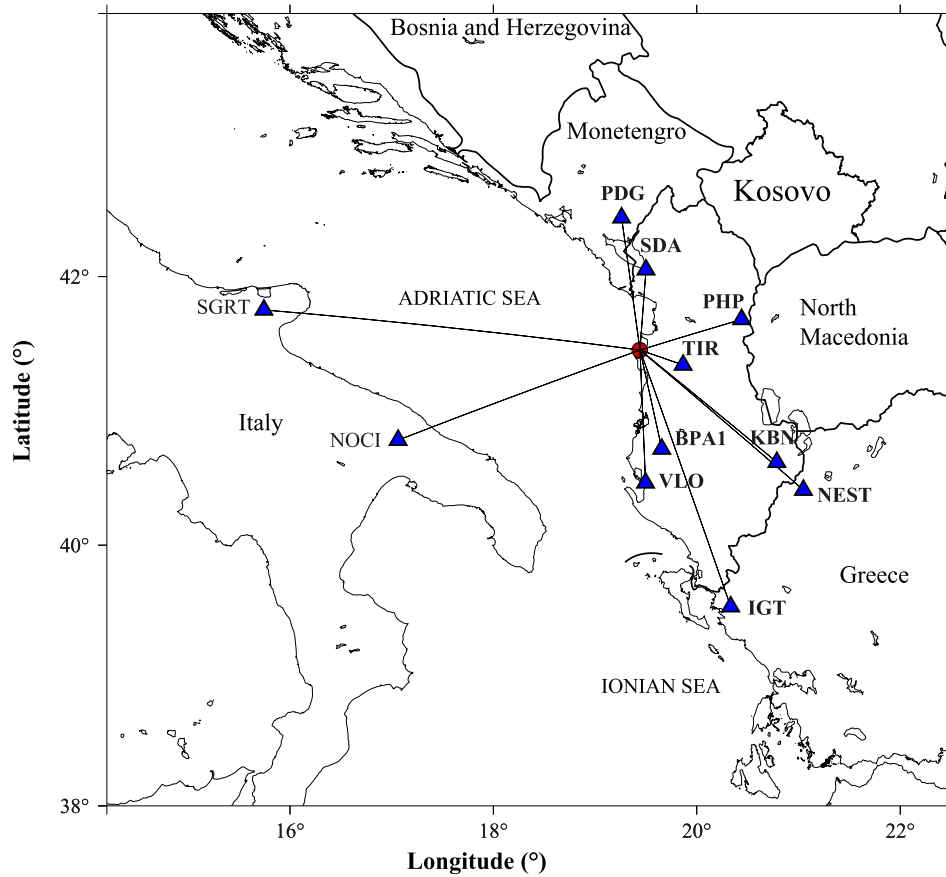 Bosnia and Herzegovina
Monetengro
Kosovo
PDG
SDA
42°
PHP
SGRT
ADRIATIC SEA
North
Macedonia
TIR
Latitude (°)
Italy
NOCI
BPA1
KBN
VLO
NEST
40°
Greece
IGT
IONIAN SEA
38°
16°
18°
20°
22°
Longitude (°)